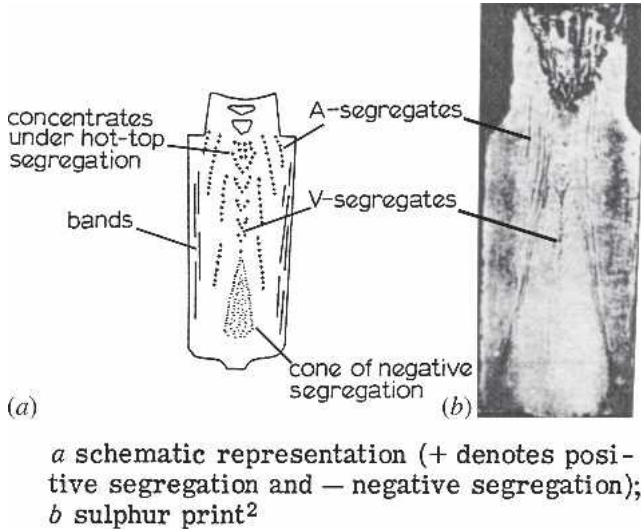 concentrates
under hot-top
segregation
A-segregates
bands
V-segregates
cone of negative
segregation
(a)
(b)
a schematic representation (+ denotes posi-
tive segregation and — negative segregation);
b sulphur print²